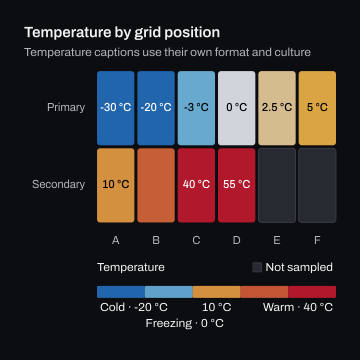 Temperature by grid position
Temperature captions use their own format and culture
Primary -30 °C -20 °C -3 °C 0 °C 2.5 °C 5 °C
Secondary 10 °C 40 °C 55 °C
A B C D E F
Temperature Not sampled
Cold · -20 °C 10 °C Warm · 40 °C
Freezing · 0 °C